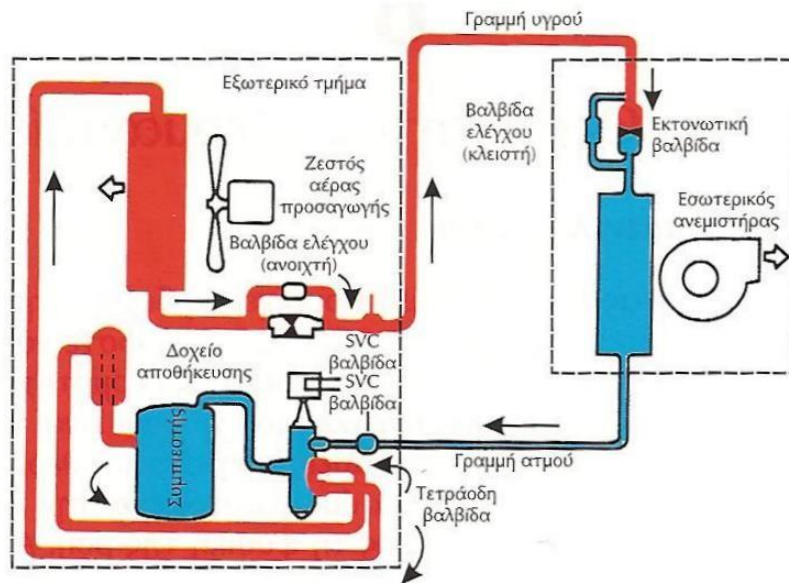 Γραμμή υγρού
Εξωτερικό τμήμα
Βαλβίδα
ελέγχου
(κλειστή)
Εκτονωτική
βαλβίδα
Ζεστός
αέρας
προσαγωγής
Εσωτερικός
ανεμιστήρας
Βαλβίδα ελέγχου
(ανοιχτή)
SVC
βαλβίδα
SVC
βαλβίδα
Δοχείο
αποθήκευσης
Συμπιεστής
Γραμμή ατμού
Τετράοδη
βαλβίδα